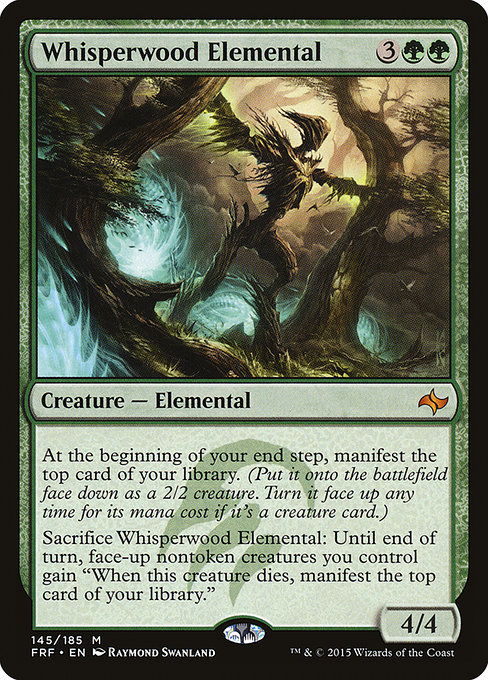 Whisperwood Elemental 3
Creature — Elemental
At the beginning of your end step, manifest the
top card of your library. (Put it onto the battlefield
face down as a 2/2 creature. Turn it face up any
time for its mana cost if it's a creature card.)
Sacrifice Whisperwood Elemental: Until end of
turn, face-up nontoken creatures you control
gain “When this creature dies, manifest the top
card of your library.”
4/4
145/185 M
FRF • EN Raymond Swanland
™ & © 2015 Wizards of the Coast